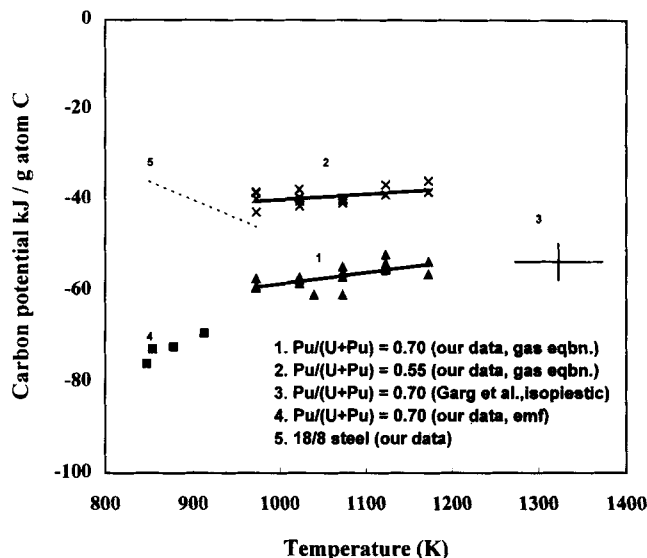 0
-20
-40
-60
-80
-100
Carbon potential kJ / g atom C
5
2
3
1
4
1. Pu/(U+Pu) = 0.70 (our data, gas eqbn.)
2. Pu/(U+Pu) = 0.55 (our data, gas eqbn.)
3. Pu/(U+Pu) = 0.70 (Garg et al.,isopiestic)
4. Pu/(U+Pu) = 0.70 (our data, emf)
5. 18/8 steel (our data)
800 900 1000 1100 1200 1300 1400
Temperature (K)